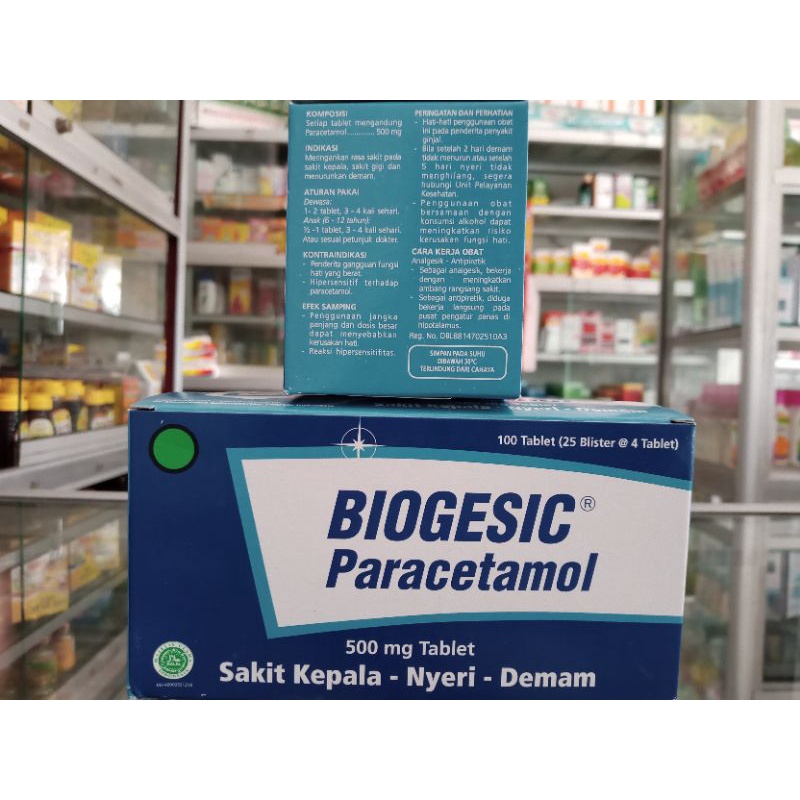 KOMPOSISI
Setiap tablet mengandung
Paracetamol............ 500 mg
INDIKASI
Meringankan rasa sakit pada
sakit kepala, sakit gigi dan
menurunkan demam.
ATURAN PAKAI
Dewasa:
1- 2 tablet, 3 – 4 kali sehari.
Anak (6 - 12 tahun):
½ -1 tablet, 3 – 4 kali sehari.
Atau sesuai petunjuk dokter.
KONTRAINDIKASI
- Penderita gangguan fungsi
hati yang berat.
- Hipersensitif terhadap
paracetamol.
EFEK SAMPING
- Penggunaan jangka
panjang dan dosis besar
dapat menyebabkan
kerusakan hati.
- Reaksi hipersensitifitas.
PERINGATAN DAN PERHATIAN
- Hati-hati penggunaan obat
ini pada penderita penyakit
ginjal.
- Bila setelah 2 hari demam
tidak menurun atau setelah
5 hari nyeri tidak
menghilang, segera
hubungi Unit Pelayanan
Kesehatan.
- Penggunaan obat
bersamaan dengan
konsumsi alkohol dapat
meningkatkan risiko
kerusakan fungsi hati.
CARA KERJA OBAT
Analgesik - Antipiretik
- Sebagai analgesik, bekerja
dengan meningkatkan
ambang rangsang sakit.
- Sebagai antipiretik, diduga
bekerja langsung pada
pusat pengatur panas di
hipotalamus.
Reg. No. DBL8814702510A3
SIMPAN PADA SUHU
DIBAWAH 30°C
TERLINDUNG DARI CAHAYA
Sakit Kepala - Nyeri - Demam
100 Tablet (25 Blister @ 4 Tablet)
BIOGESIC®
Paracetamol
500 mg Tablet
Sakit Kepala - Nyeri - Demam